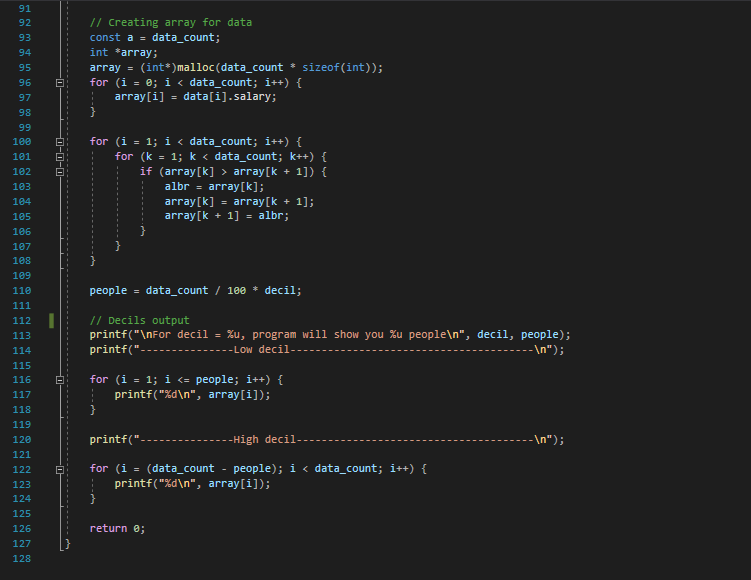 91
92 // Creating array for data
93 const a = data_count;
94 int *array;
95 array = (int*)malloc(data_count * sizeof(int));
96 for (i = 0; i < data_count; i++) {
97 array[i] = data[i].salary;
98 }
99
100 for (i = 1; i < data_count; i++) {
101 for (k = 1; k < data_count; k++) {
102 if (array[k] > array[k + 1]) {
103 albr = array[k];
104 array[k] = array[k + 1];
105 array[k + 1] = albr;
106 }
107 }
108 }
109
110 people = data_count / 100 * decil;
111
112 // Decils output
113 printf("\nFor decil = %u, program will show you %u people\n", decil, people);
114 printf("---------------Low decil---------------------------------------\n");
115
116 for (i = 1; i <= people; i++) {
117 printf("%d\n", array[i]);
118 }
119
120 printf("---------------High decil--------------------------------------\n");
121
122 for (i = (data_count - people); i < data_count; i++) {
123 printf("%d\n", array[i]);
124 }
125
126 return 0;
127 }
128